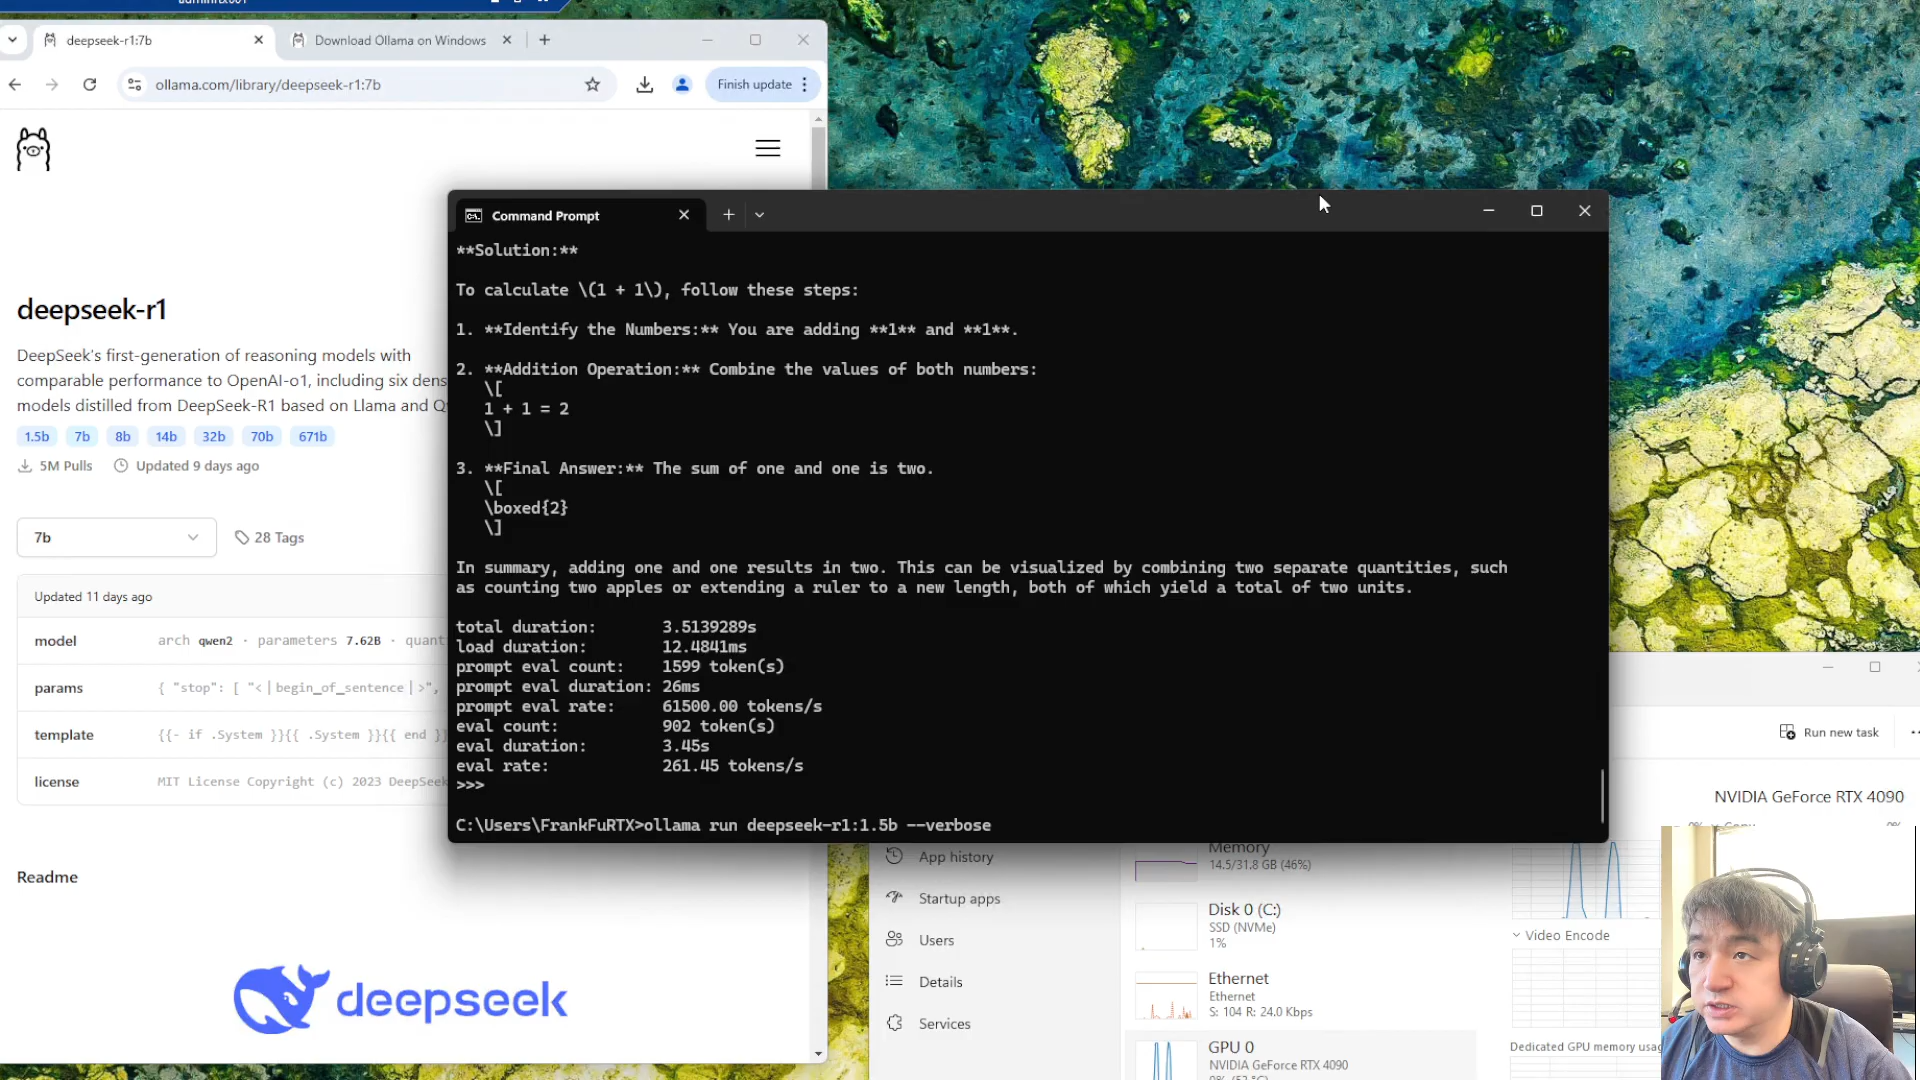 deepseek-r1:7b
Download Ollama on Windows
ollama.com/library/deepseek-r1:7b
Finish update
deepseek-r1
DeepSeek's first-generation of reasoning models with
comparable performance to OpenAI-o1, including six dens
models distilled from DeepSeek-R1 based on Llama and Q
1.5b 7b 8b 14b 32b 70b 671b
5M Pulls Updated 9 days ago
7b
28 Tags
Updated 11 days ago
model arch qwen2 · parameters 7.62B · quant
params { "stop": [ "<|begin_of_sentence|>",
template {{- if .System }}{{ .System }}{{ end }}
license MIT License Copyright (c) 2023 DeepSeek
Readme
deepseek
Command Prompt
**Solution:**
To calculate \(1 + 1\), follow these steps:
1. **Identify the Numbers:** You are adding **1** and **1**.
2. **Addition Operation:** Combine the values of both numbers:
\[
1 + 1 = 2
\]
3. **Final Answer:** The sum of one and one is two.
\[
\boxed{2}
\]
In summary, adding one and one results in two. This can be visualized by combining two separate quantities, such
as counting two apples or extending a ruler to a new length, both of which yield a total of two units.
total duration: 3.5139289s
load duration: 12.4841ms
prompt eval count: 1599 token(s)
prompt eval duration: 26ms
prompt eval rate: 61500.00 tokens/s
eval count: 902 token(s)
eval duration: 3.45s
eval rate: 261.45 tokens/s
>>>
C:\Users\FrankFuRTX>ollama run deepseek-r1:1.5b --verbose
Run new task
NVIDIA GeForce RTX 4090
App history
Startup apps
Users
Details
Services
Memory
14.5/31.8 GB (46%)
Disk 0 (C:)
SSD (NVMe)
1%
Ethernet
Ethernet
S: 104 R: 24.0 Kbps
GPU 0
NVIDIA GeForce RTX 4090
Video Encode
Dedicated GPU memory usag